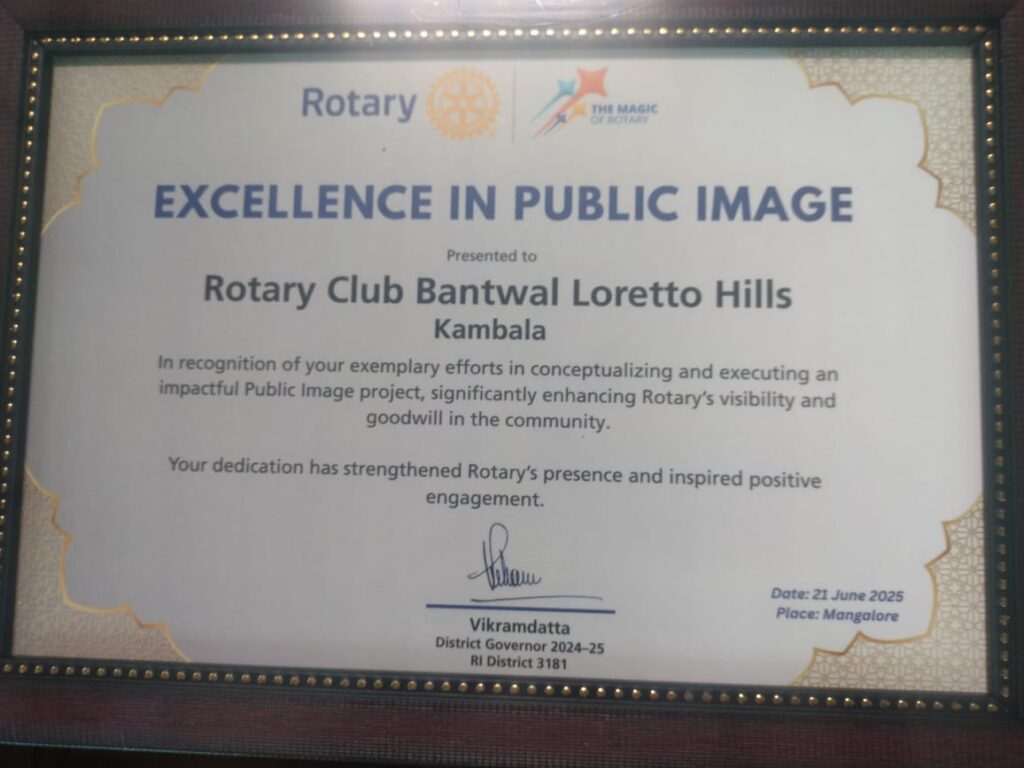 Rotary
THE MAGIC
OF ROTARY
EXCELLENCE IN PUBLIC IMAGE
Presented to
Rotary Club Bantwal Loretto Hills
Kambala
In recognition of your exemplary efforts in conceptualizing and executing an
impactful Public Image project, significantly enhancing Rotary's visibility and
goodwill in the community.
Your dedication has strengthened Rotary's presence and inspired positive
engagement.
Vikramdatta
District Governor 2024–25
RI District 3181
Date: 21 June 2025
Place: Mangalore